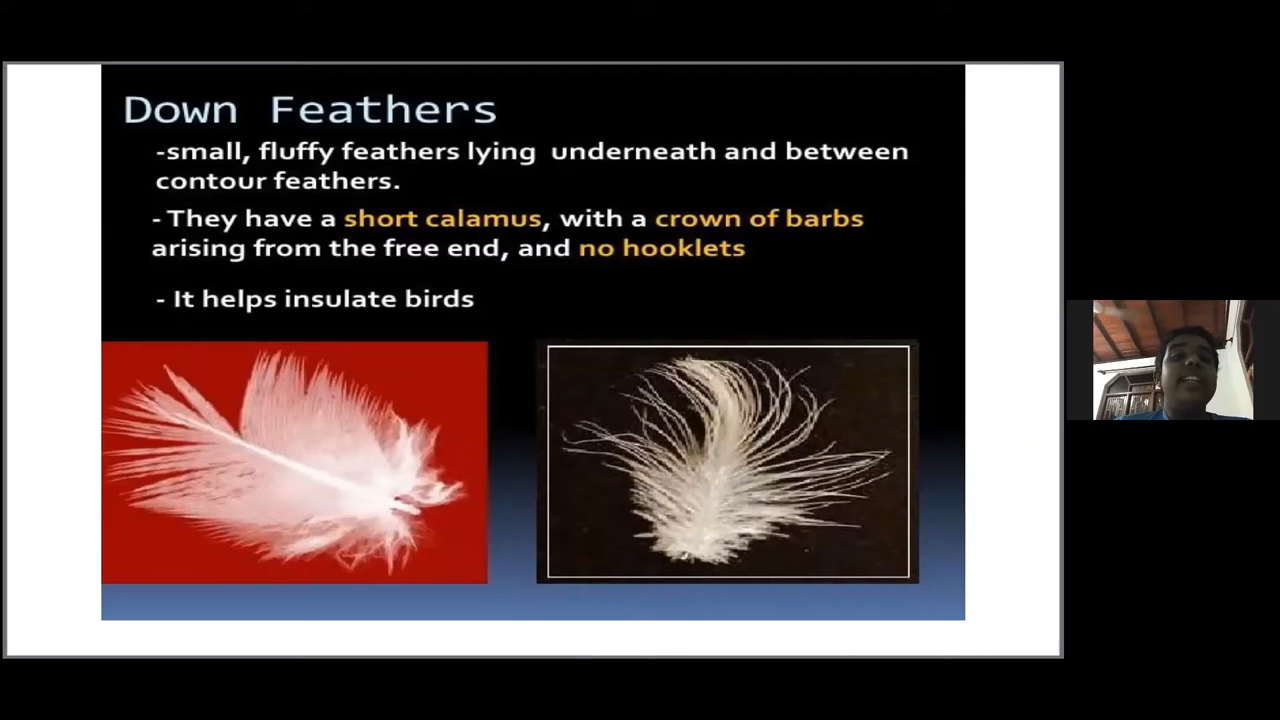 Down Feathers
-small, fluffy feathers lying underneath and between
contour feathers.
- They have a short calamus, with a crown of barbs
arising from the free end, and no hooklets
- It helps insulate birds